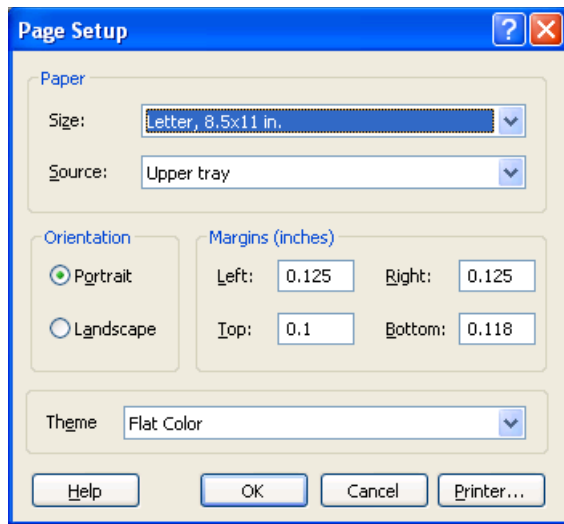 Page Setup
Paper
Size: Letter, 8.5x11 in.
Source: Upper tray
Orientation
Portrait
Landscape
Margins (inches)
Left: 0.125 Right: 0.125
Top: 0.1 Bottom: 0.118
Theme Flat Color
Help OK Cancel Printer...